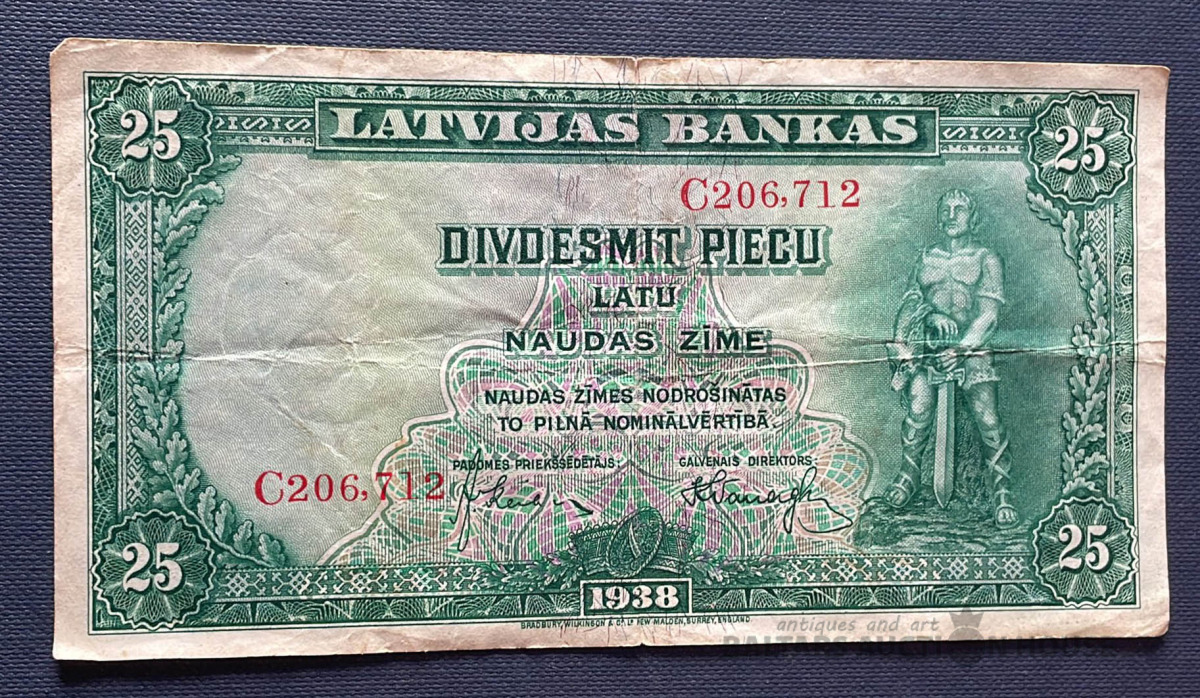 25 LATVIJAS BANKAS 25
C206,712
DIVDESMIT PIECU
LATU
NAUDAS ZĪME
NAUDAS ZĪMES NODROŠINĀTAS
TO PILNĀ NOMINĀLVĒRTĪBĀ.
PADOMES PRIEKŠSĒDĒTĀJS: GALVENAIS DIREKTORS:
C206,712
25 1938 25
BRADBURY, WILKINSON & Cº Lᴰ NEW MALDEN, SURREY, ENGLAND.
antiques and art